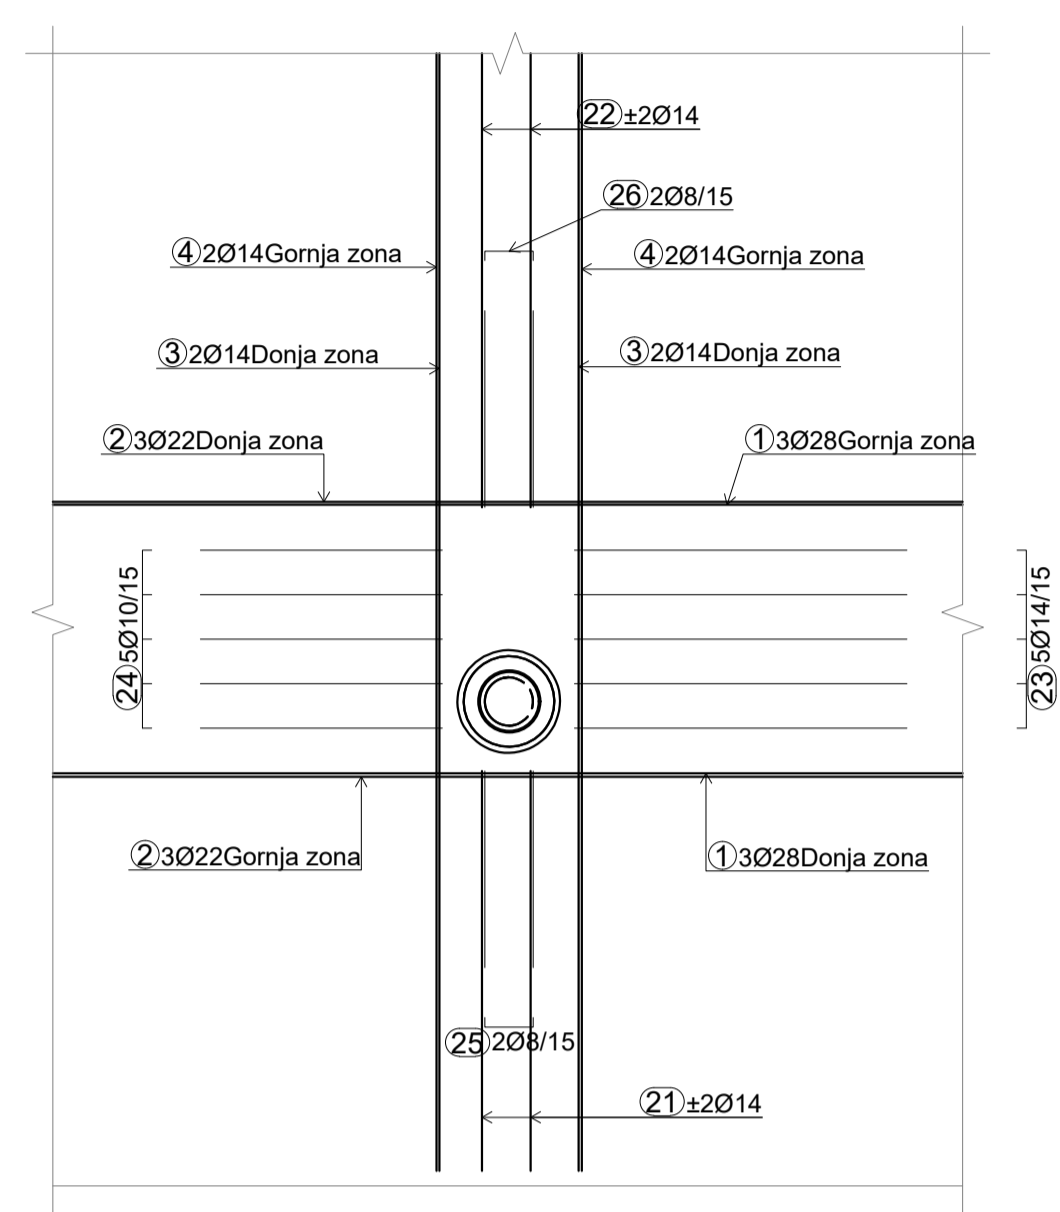 22 ±2Ø14
26 2Ø8/15
4 2Ø14Gornja zona
4 2Ø14Gornja zona
3 2Ø14Donja zona
3 2Ø14Donja zona
2 3Ø22Donja zona
1 3Ø28Gornja zona
24 5Ø10/15
23 5Ø14/15
2 3Ø22Gornja zona
1 3Ø28Donja zona
25 2Ø8/15
21 ±2Ø14